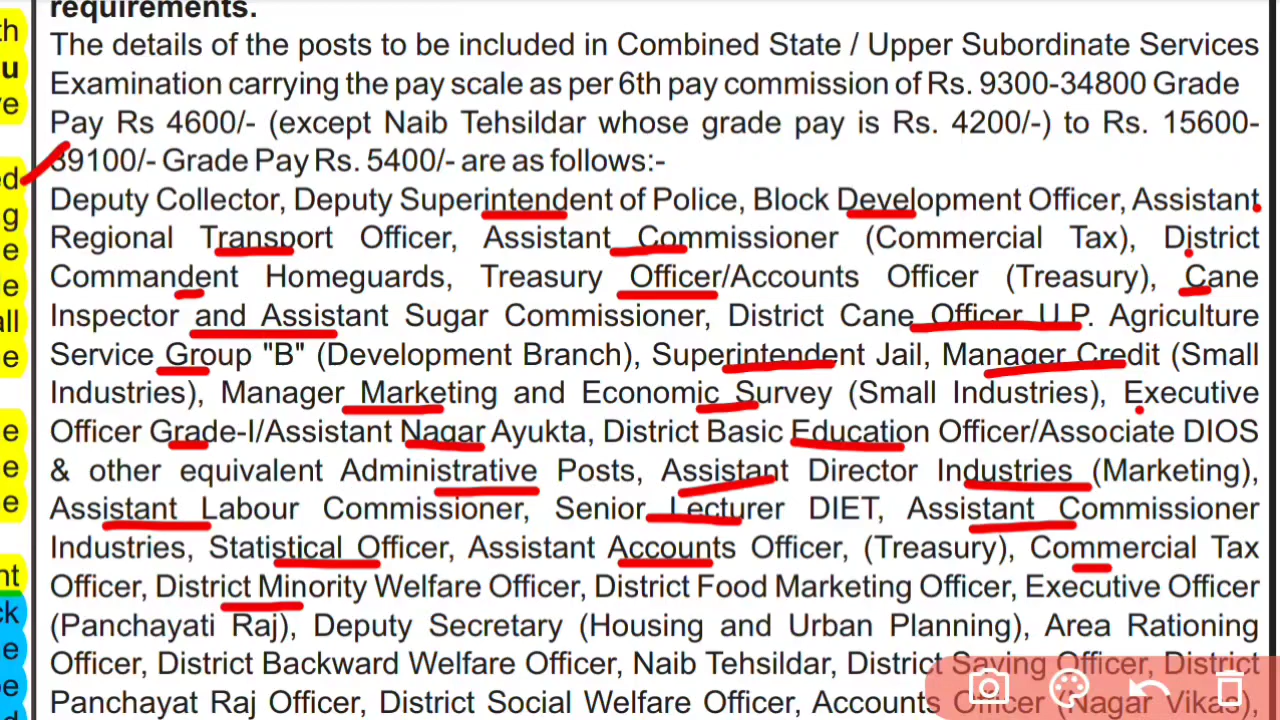 requirements.
The details of the posts to be included in Combined State / Upper Subordinate Services
Examination carrying the pay scale as per 6th pay commission of Rs. 9300-34800 Grade
Pay Rs 4600/- (except Naib Tehsildar whose grade pay is Rs. 4200/-) to Rs. 15600-
39100/- Grade Pay Rs. 5400/- are as follows:-
Deputy Collector, Deputy Superintendent of Police, Block Development Officer, Assistant
Regional Transport Officer, Assistant Commissioner (Commercial Tax), District
Commandent Homeguards, Treasury Officer/Accounts Officer (Treasury), Cane
Inspector and Assistant Sugar Commissioner, District Cane Officer U.P. Agriculture
Service Group "B" (Development Branch), Superintendent Jail, Manager Credit (Small
Industries), Manager Marketing and Economic Survey (Small Industries), Executive
Officer Grade-I/Assistant Nagar Ayukta, District Basic Education Officer/Associate DIOS
& other equivalent Administrative Posts, Assistant Director Industries (Marketing),
Assistant Labour Commissioner, Senior Lecturer DIET, Assistant Commissioner
Industries, Statistical Officer, Assistant Accounts Officer, (Treasury), Commercial Tax
Officer, District Minority Welfare Officer, District Food Marketing Officer, Executive Officer
(Panchayati Raj), Deputy Secretary (Housing and Urban Planning), Area Rationing
Officer, District Backward Welfare Officer, Naib Tehsildar, District Saving Officer, District
Panchayat Raj Officer, District Social Welfare Officer, Accounts Officer (Nagar Vikas),